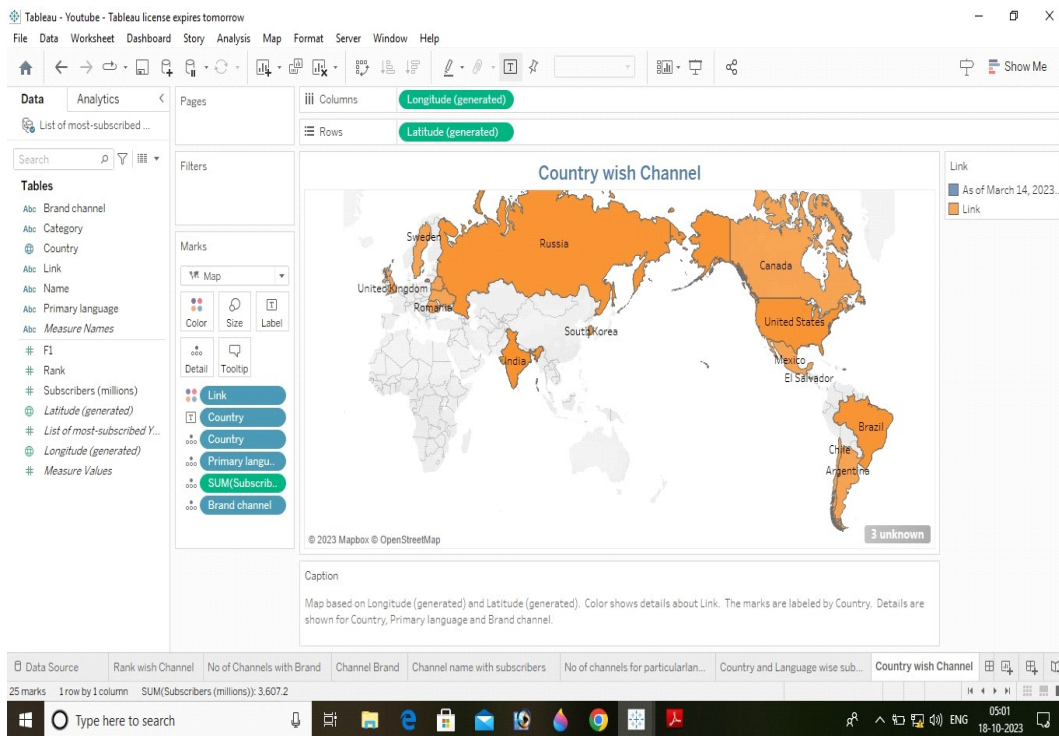 Tableau - Youtube - Tableau license expires tomorrow
File Data Worksheet Dashboard Story Analysis Map Format Server Window Help
Show Me
Data Analytics
List of most-subscribed ...
Search
Tables
Abc Brand channel
Abc Category
Country
Abc Link
Abc Name
Abc Primary language
Abc Measure Names
# F1
# Rank
# Subscribers (millions)
Latitude (generated)
# List of most-subscribed Y...
Longitude (generated)
# Measure Values
Pages
Filters
Marks
Map
Color Size Label
Detail Tooltip
Link
Country
Country
Primary langu..
SUM(Subscrib..
Brand channel
Columns Longitude (generated)
Rows Latitude (generated)
Country wish Channel
Sweden
Russia
Canada
United Kingdom
Romania
United States
South Korea
India
Mexico
El Salvador
Brazil
Chile
Argentina
© 2023 Mapbox © OpenStreetMap
3 unknown
Link
As of March 14, 2023...
Link
Caption
Map based on Longitude (generated) and Latitude (generated). Color shows details about Link. The marks are labeled by Country. Details are
shown for Country, Primary language and Brand channel.
Data Source Rank wish Channel No of Channels with Brand Channel Brand Channel name with subscribers No of channels for particularlan... Country and Language wise sub... Country wish Channel
25 marks 1 row by 1 column SUM(Subscribers (millions)): 3,607.2
Type here to search
ENG
05:01
18-10-2023